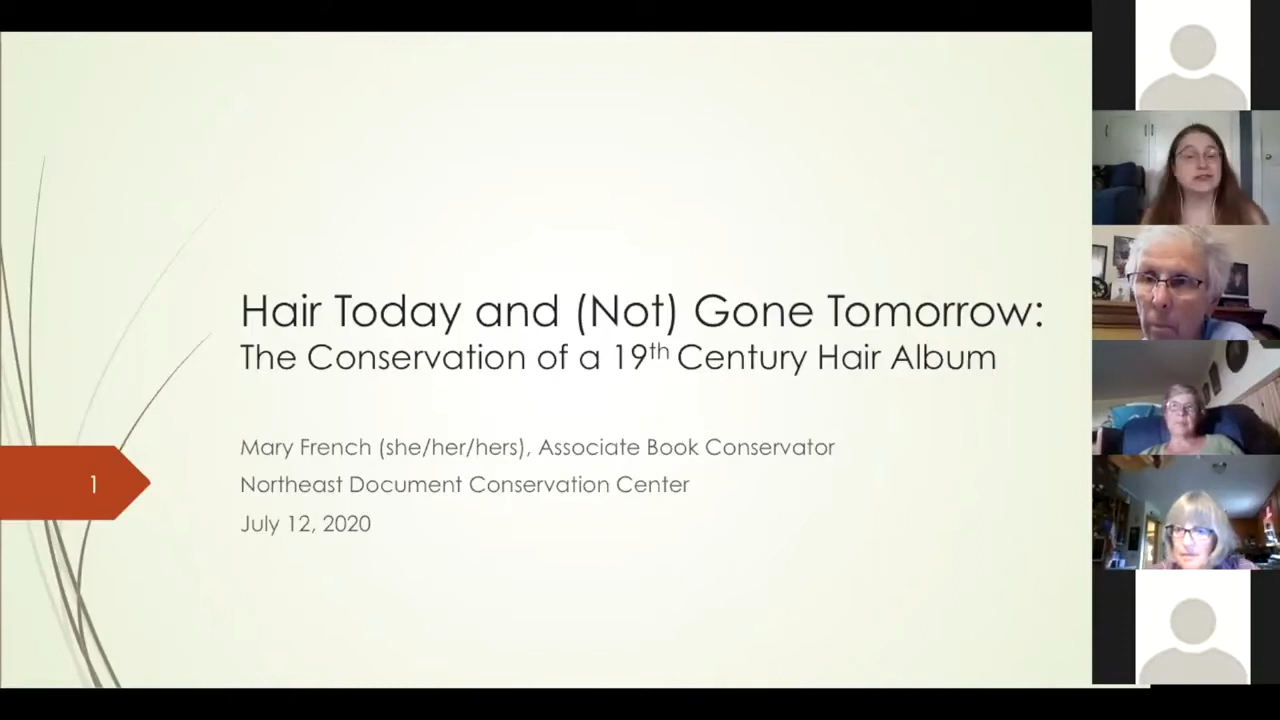 Hair Today and (Not) Gone Tomorrow:
The Conservation of a 19th Century Hair Album
Mary French (she/her/hers), Associate Book Conservator
Northeast Document Conservation Center
1
July 12, 2020